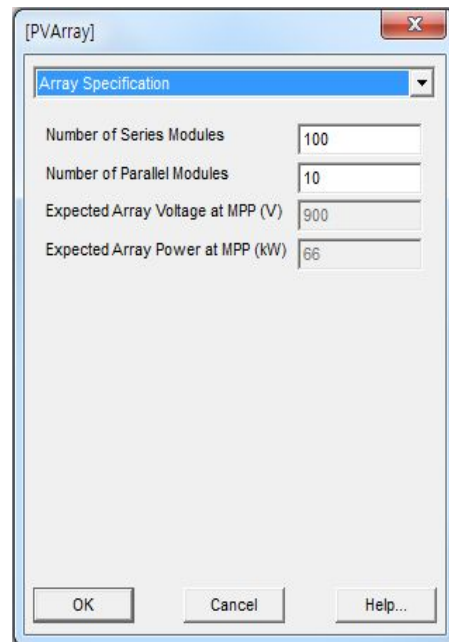 [PVArray]
Array Specification
Number of Series Modules 100
Number of Parallel Modules 10
Expected Array Voltage at MPP (V) 900
Expected Array Power at MPP (kW) 66
OK Cancel Help...